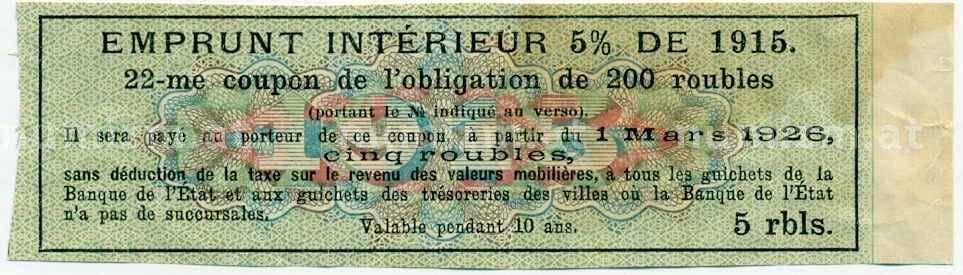 EMPRUNT INTÉRIEUR 5% DE 1915.
22-me coupon de l'obligation de 200 roubles
(portant le № indiqué au verso).
Il sera payé au porteur de ce coupon, à partir du 1 Mars 1926,
cinq roubles,
sans déduction de la taxe sur le revenu des valeurs mobilières, à tous les guichets de la
Banque de l'État et aux guichets des trésoreries des villes où la Banque de l'État
n'a pas de succursales.
Valable pendant 10 ans.
5 rbls.